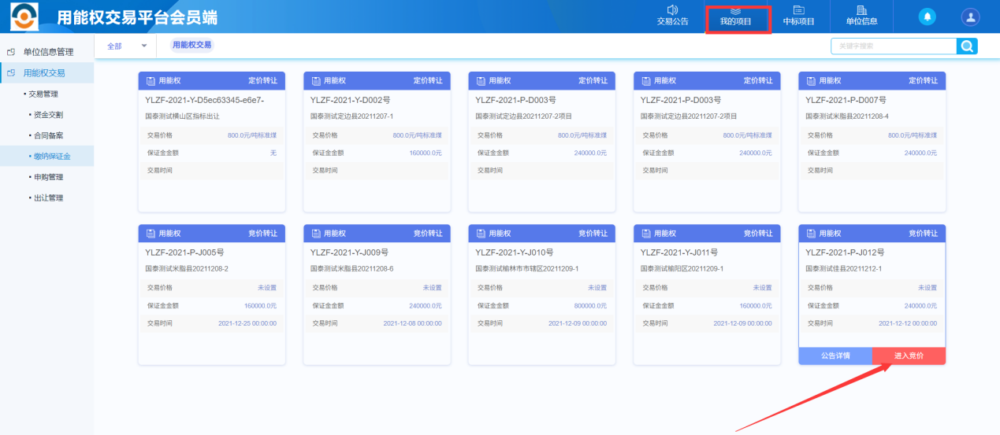 用能权交易平台会员端
交易公告
我的项目
中标项目
单位信息
单位信息管理
用能权交易
• 交易管理
• 资金交割
• 合同备案
• 缴纳保证金
• 申购管理
• 出让管理
全部
用能权交易
关键字搜索
用能权 定价转让
YLZF-2021-Y-D5ec63345-e6e7-
国泰测试横山区指标出让
交易价格 800.0元/吨标准煤
保证金金额 无
交易时间
用能权 定价转让
YLZF-2021-Y-D002号
国泰测试定边县20211207-1
交易价格 800.0元/吨标准煤
保证金金额 160000.0元
交易时间
用能权 定价转让
YLZF-2021-P-D003号
国泰测试定边县20211207-2项目
交易价格 800.0元/吨标准煤
保证金金额 240000.0元
交易时间
用能权 定价转让
YLZF-2021-P-D003号
国泰测试定边县20211207-2项目
交易价格 800.0元/吨标准煤
保证金金额 240000.0元
交易时间
用能权 定价转让
YLZF-2021-P-D007号
国泰测试米脂县20211208-4
交易价格 800.0元/吨标准煤
保证金金额 240000.0元
交易时间
用能权 竞价转让
YLZF-2021-P-J005号
国泰测试米脂县20211208-2
交易价格 未设置
保证金金额 160000.0元
交易时间 2021-12-25 00:00:00
用能权 竞价转让
YLZF-2021-Y-J009号
国泰测试米脂县20211208-6
交易价格 未设置
保证金金额 240000.0元
交易时间 2021-12-08 00:00:00
用能权 竞价转让
YLZF-2021-Y-J010号
国泰测试榆林市市辖区20211209-1
交易价格 未设置
保证金金额 800000.0元
交易时间 2021-12-09 00:00:00
用能权 竞价转让
YLZF-2021-Y-J011号
国泰测试榆阳区20211209-1
交易价格 未设置
保证金金额 160000.0元
交易时间 2021-12-09 00:00:00
用能权 竞价转让
YLZF-2021-P-J012号
国泰测试佳县20211212-1
交易价格 未设置
保证金金额 240000.0元
交易时间 2021-12-12 00:00:00
公告详情 进入竞价